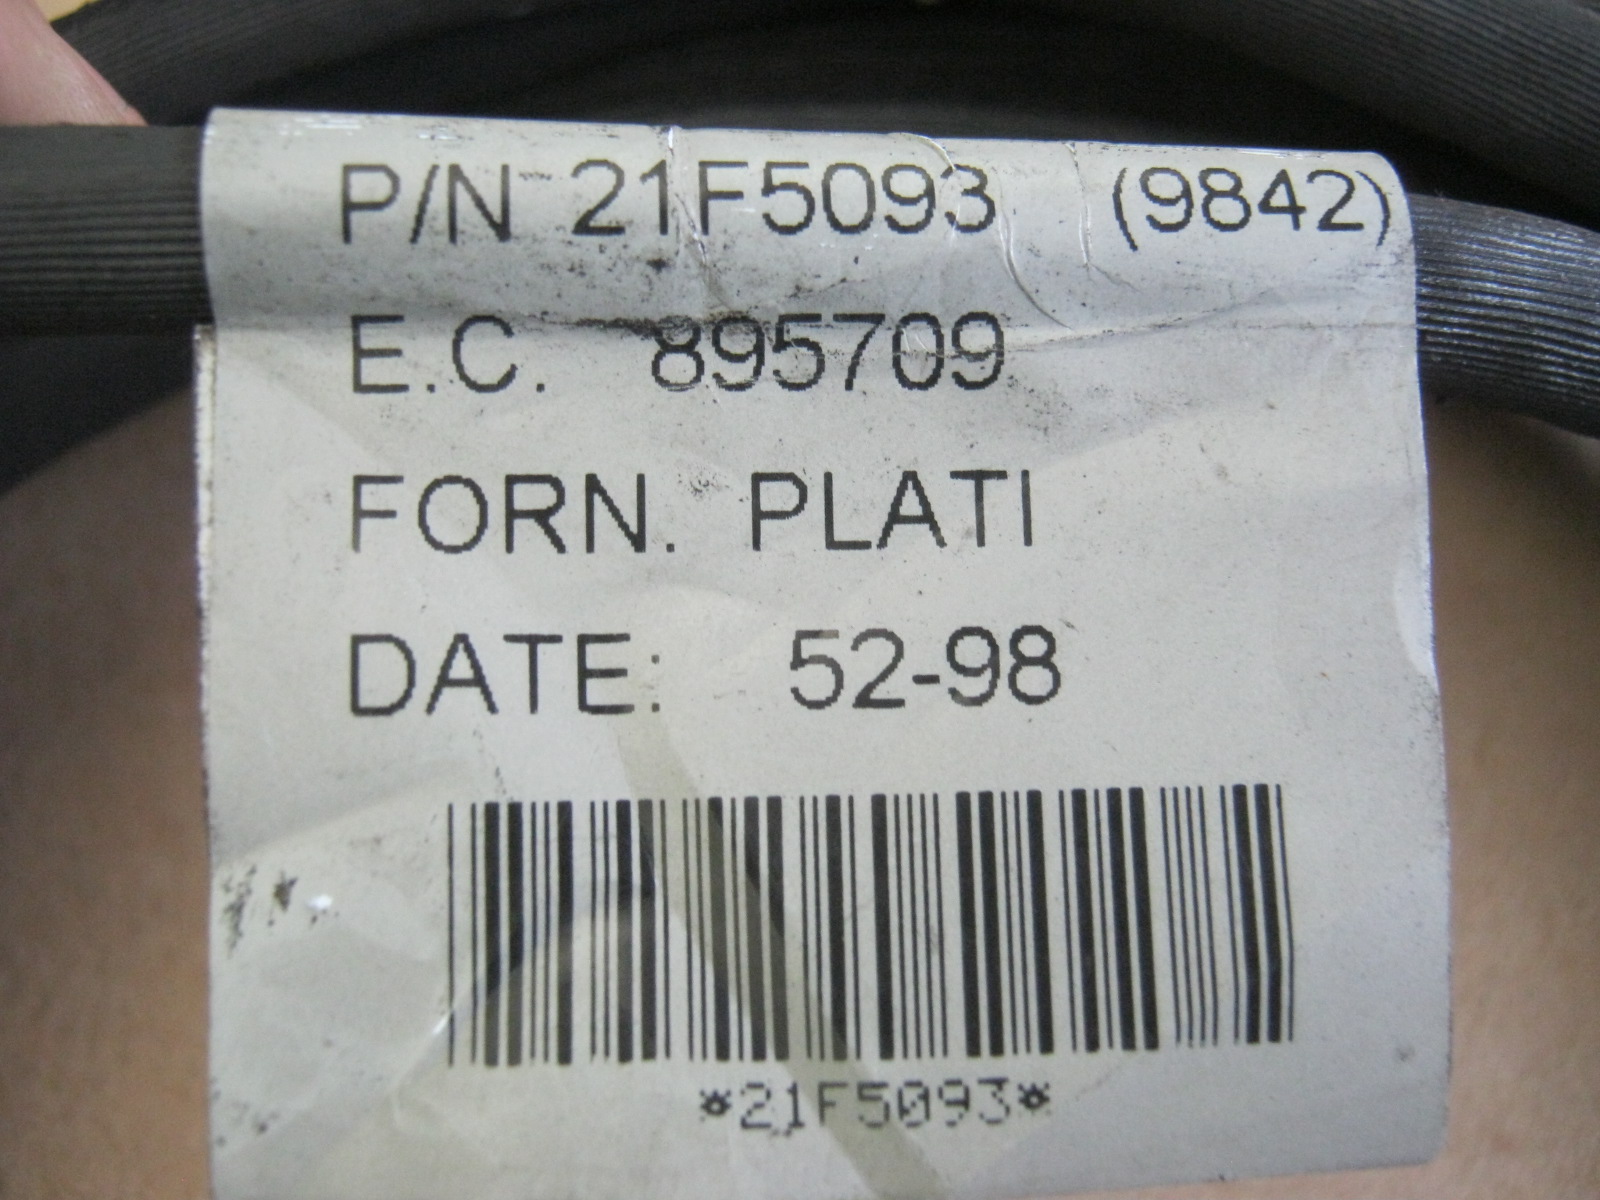 P/N 21F5093 (9842)
E.C. 895709
FORN. PLATI
DATE: 52-98
*21F5093*